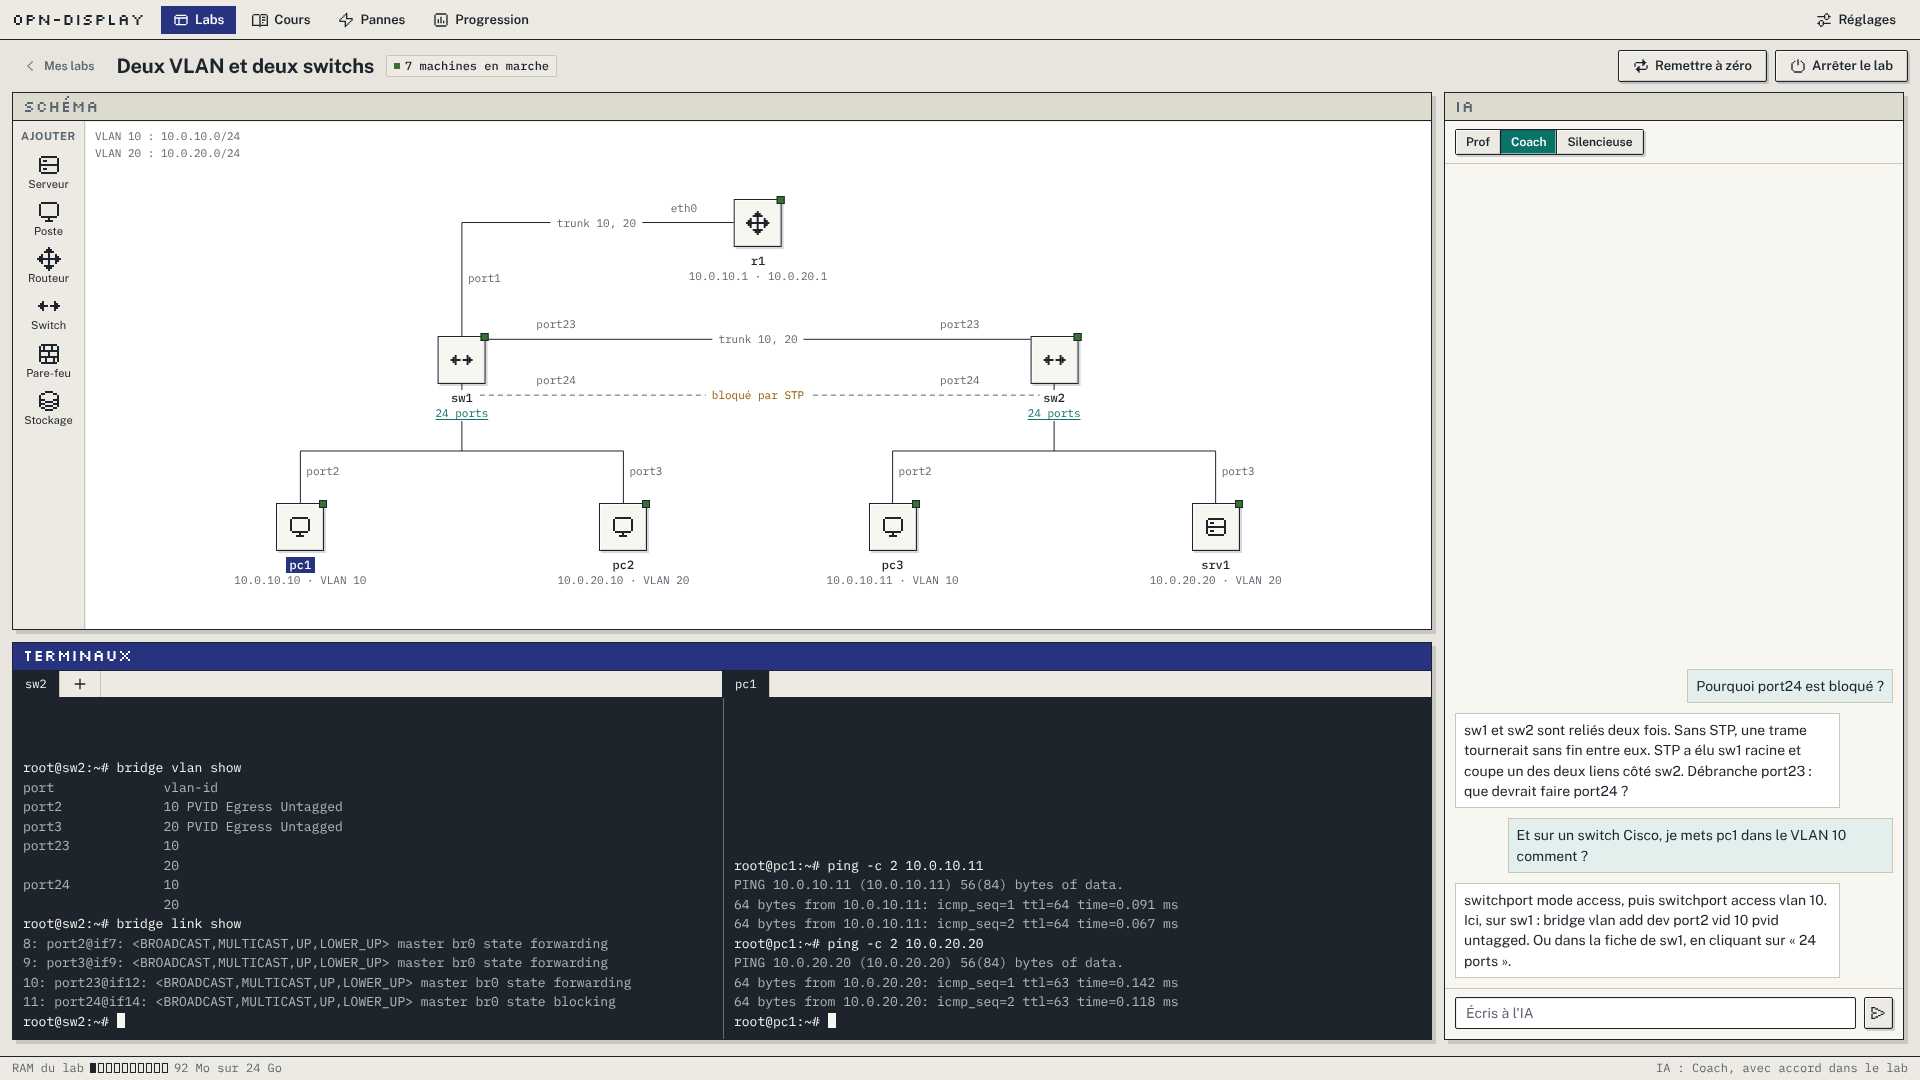 OPN-DISPLAY
Labs
Cours
Pannes
Progression
Réglages
Mes labs
Deux VLAN et deux switchs
7 machines en marche
Remettre à zéro
Arrêter le lab
SCHÉMA
AJOUTER
Serveur
Poste
Routeur
Switch
Pare-feu
Stockage
VLAN 10 : 10.0.10.0/24
VLAN 20 : 10.0.20.0/24
eth0
trunk 10, 20
r1
10.0.10.1 · 10.0.20.1
port1
port23
port23
trunk 10, 20
port24
port24
bloqué par STP
sw1
24 ports
sw2
24 ports
port2
port3
port2
port3
pc1
10.0.10.10 · VLAN 10
pc2
10.0.20.10 · VLAN 20
pc3
10.0.10.11 · VLAN 10
srv1
10.0.20.20 · VLAN 20
TERMINAUX
sw2
+
root@sw2:~# bridge vlan show
port vlan-id
port2 10 PVID Egress Untagged
port3 20 PVID Egress Untagged
port23 10
20
port24 10
20
root@sw2:~# bridge link show
8: port2@if7: <BROADCAST,MULTICAST,UP,LOWER_UP> master br0 state forwarding
9: port3@if9: <BROADCAST,MULTICAST,UP,LOWER_UP> master br0 state forwarding
10: port23@if12: <BROADCAST,MULTICAST,UP,LOWER_UP> master br0 state forwarding
11: port24@if14: <BROADCAST,MULTICAST,UP,LOWER_UP> master br0 state blocking
root@sw2:~#
pc1
root@pc1:~# ping -c 2 10.0.10.11
PING 10.0.10.11 (10.0.10.11) 56(84) bytes of data.
64 bytes from 10.0.10.11: icmp_seq=1 ttl=64 time=0.091 ms
64 bytes from 10.0.10.11: icmp_seq=2 ttl=64 time=0.067 ms
root@pc1:~# ping -c 2 10.0.20.20
PING 10.0.20.20 (10.0.20.20) 56(84) bytes of data.
64 bytes from 10.0.20.20: icmp_seq=1 ttl=63 time=0.142 ms
64 bytes from 10.0.20.20: icmp_seq=2 ttl=63 time=0.118 ms
root@pc1:~#
IA
Prof
Coach
Silencieuse
Pourquoi port24 est bloqué ?
sw1 et sw2 sont reliés deux fois. Sans STP, une trame
tournerait sans fin entre eux. STP a élu sw1 racine et
coupe un des deux liens côté sw2. Débranche port23 :
que devrait faire port24 ?
Et sur un switch Cisco, je mets pc1 dans le VLAN 10
comment ?
switchport mode access, puis switchport access vlan 10.
Ici, sur sw1 : bridge vlan add dev port2 vid 10 pvid
untagged. Ou dans la fiche de sw1, en cliquant sur « 24
ports ».
Écris à l'IA
RAM du lab
92 Mo sur 24 Go
IA : Coach, avec accord dans le lab